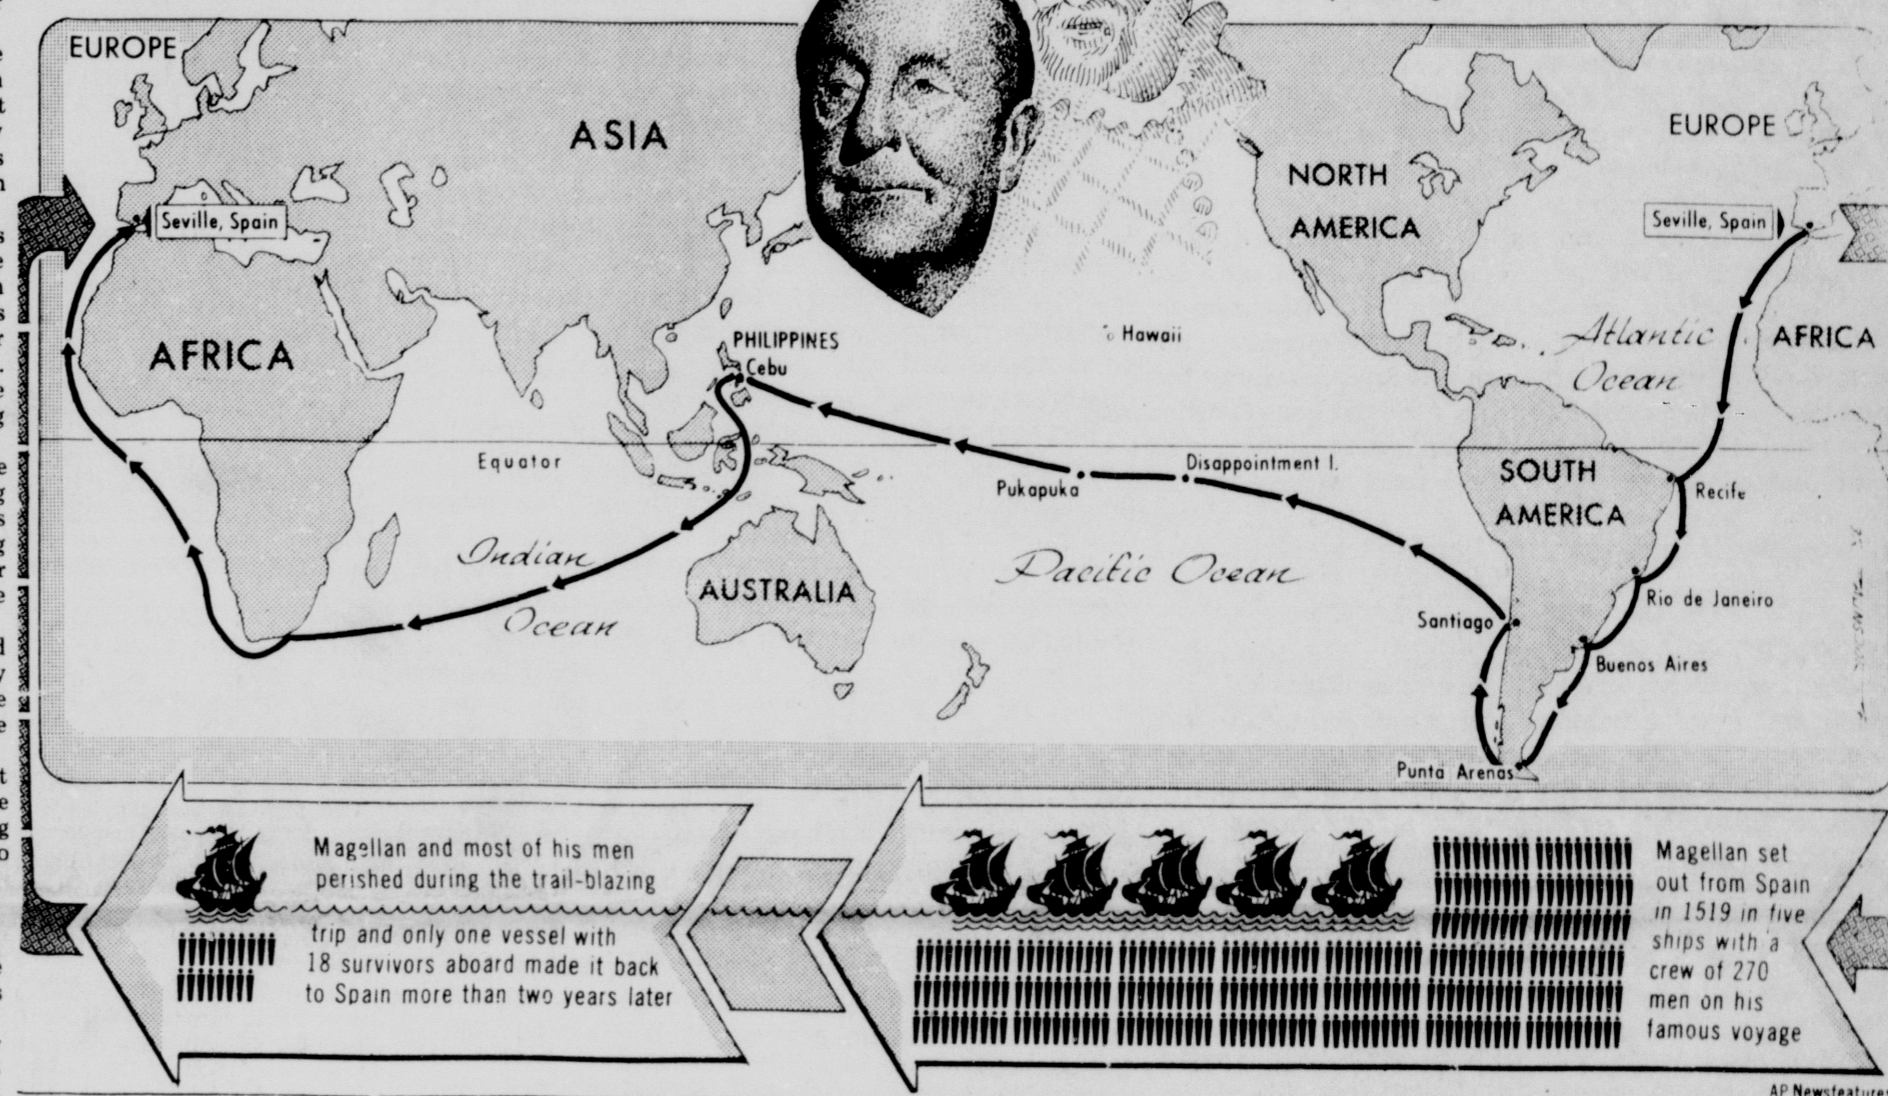 EUROPE
ASIA
Seville, Spain
AFRICA
PHILIPPINES
Cebu
Hawaii
NORTH
AMERICA
EUROPE
Seville, Spain
Atlantic
Ocean
AFRICA
Equator
Pukapuka
Disappointment I.
SOUTH
AMERICA
Recife
Indian
Ocean
AUSTRALIA
Pacific Ocean
Santiago
Rio de Janeiro
Buenos Aires
Punta Arenas
Magellan and most of his men
perished during the trail-blazing
trip and only one vessel with
18 survivors aboard made it back
to Spain more than two years later
Magellan set
out from Spain
in 1519 in five
ships with a
crew of 270
men on his
famous voyage
AP Newsfeatures